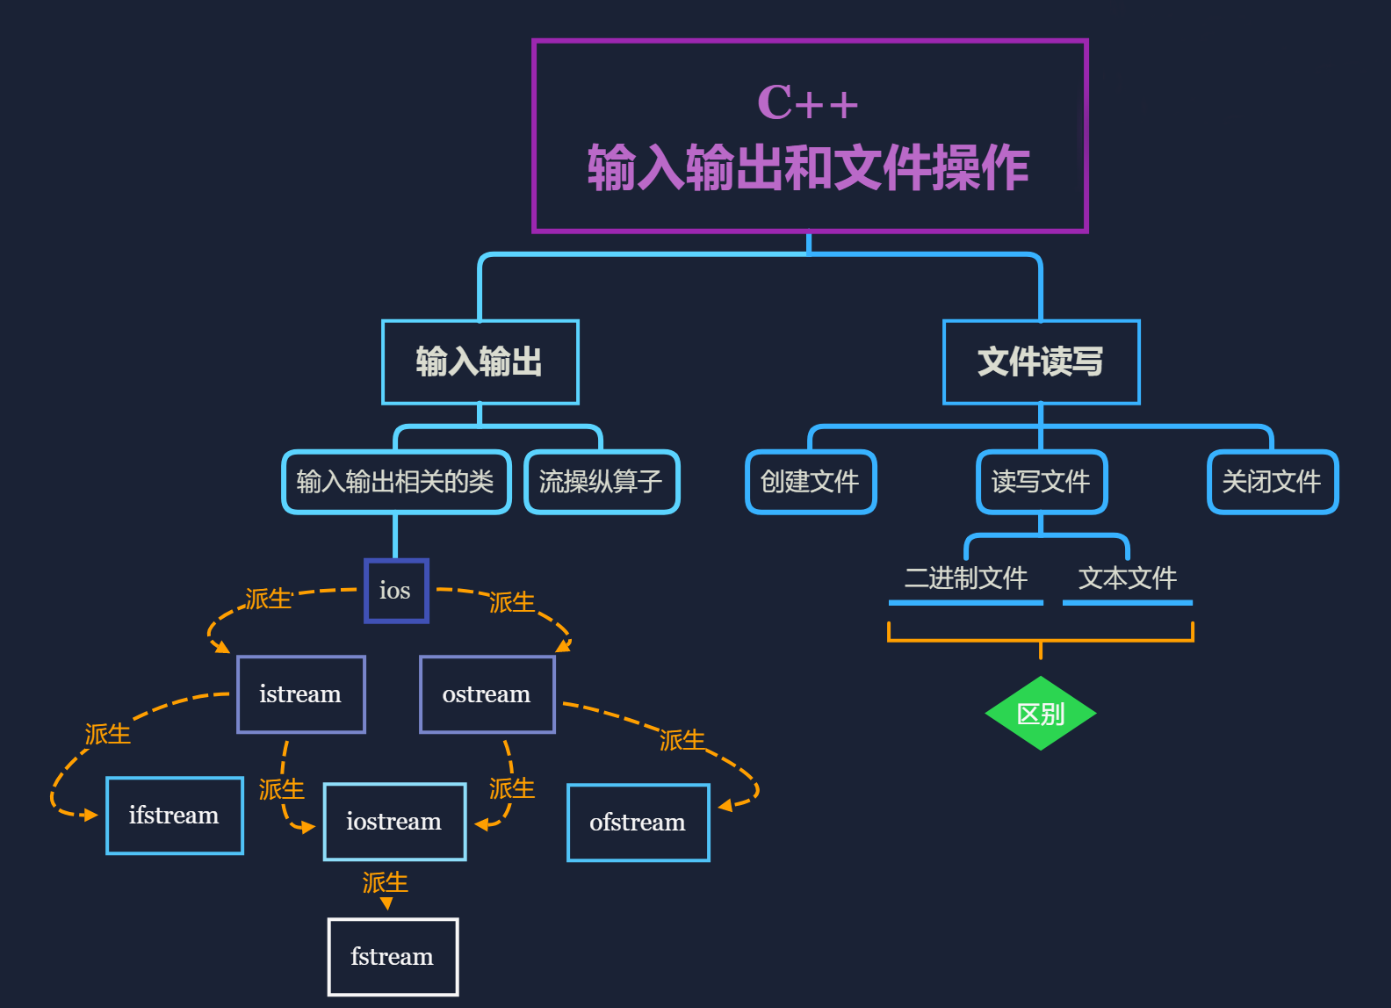 C++
输入输出和文件操作
输入输出
文件读写
输入输出相关的类
流操纵算子
创建文件
读写文件
关闭文件
二进制文件
文本文件
ios
派生
派生
istream
ostream
区别
派生
派生
派生
派生
ifstream
iostream
ofstream
派生
fstream